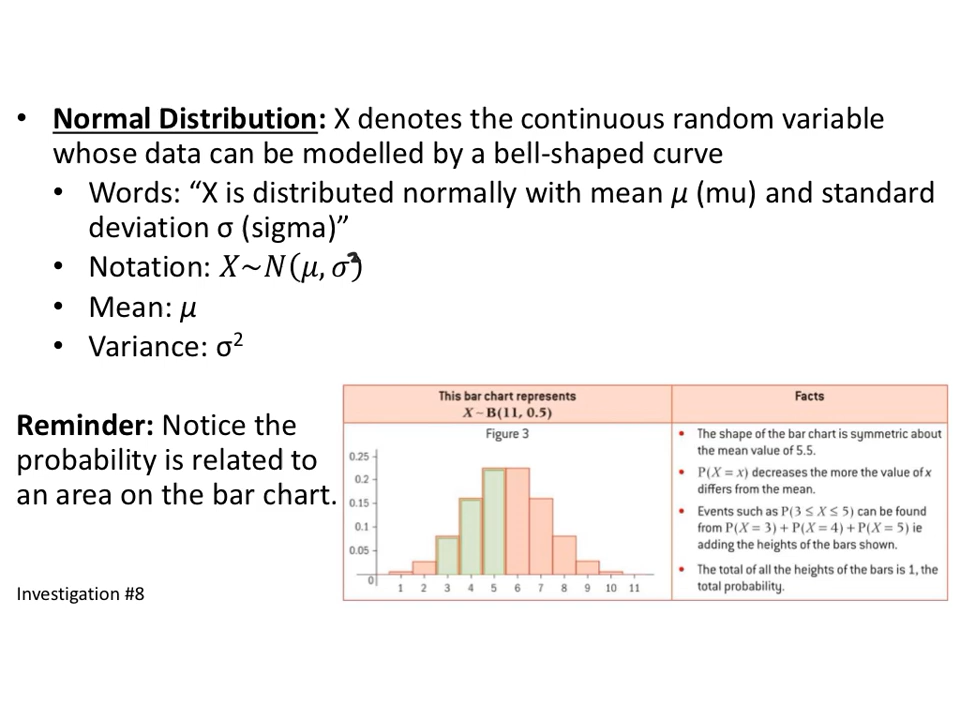 • Normal Distribution: X denotes the continuous random variable
whose data can be modelled by a bell-shaped curve
• Words: “X is distributed normally with mean μ (mu) and standard
deviation σ (sigma)”
• Notation: X~N(μ, σ²)
• Mean: μ
• Variance: σ²
Reminder: Notice the
probability is related to
an area on the bar chart.
Investigation #8
This bar chart represents
X ~ B(11, 0.5)
Figure 3
0.25
0.2
0.15
0.1
0.05
0
1 2 3 4 5 6 7 8 9 10 11
Facts
• The shape of the bar chart is symmetric about
the mean value of 5.5.
• P(X = x) decreases the more the value of x
differs from the mean.
• Events such as P(3 ≤ X ≤ 5) can be found
from P(X = 3) + P(X = 4) + P(X = 5) ie
adding the heights of the bars shown.
• The total of all the heights of the bars is 1, the
total probability.